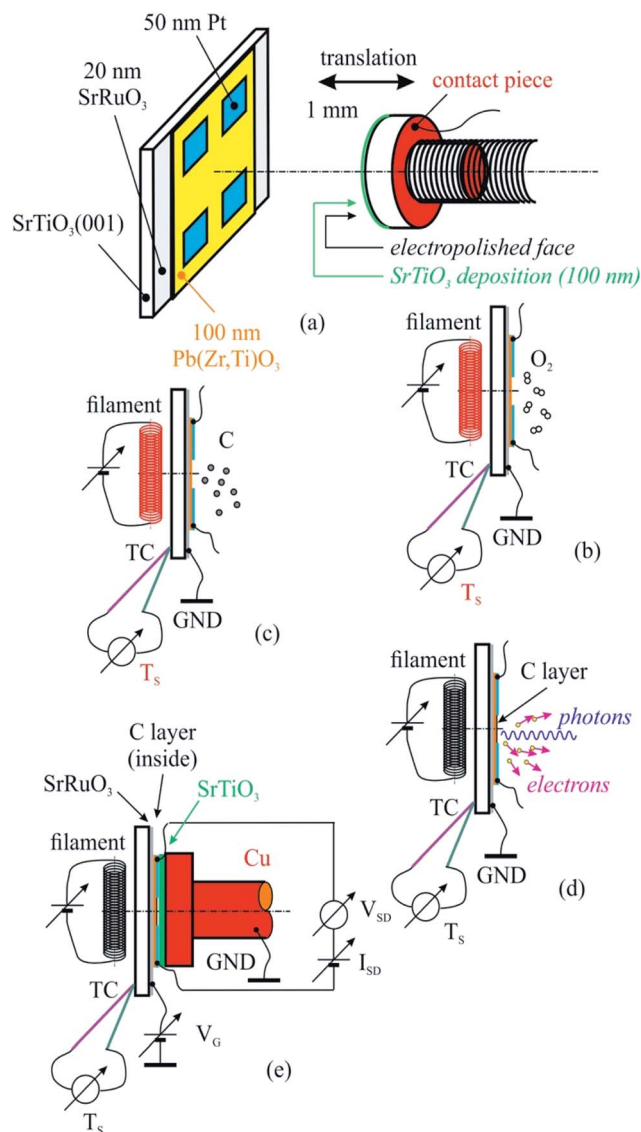 50 nm Pt
20 nm
SrRuO3
translation
1 mm
contact piece
SrTiO3(001)
electropolished face
SrTiO3 deposition (100 nm)
100 nm
Pb(Zr,Ti)O3
(a)
filament
O2
TC
GND
TS
(b)
filament
C
TC
GND
TS
(c)
filament
C layer
photons
electrons
TC
GND
TS
(d)
C layer
(inside)
SrRuO3
SrTiO3
filament
Cu
VSD
GND
ISD
TC
VG
TS
(e)